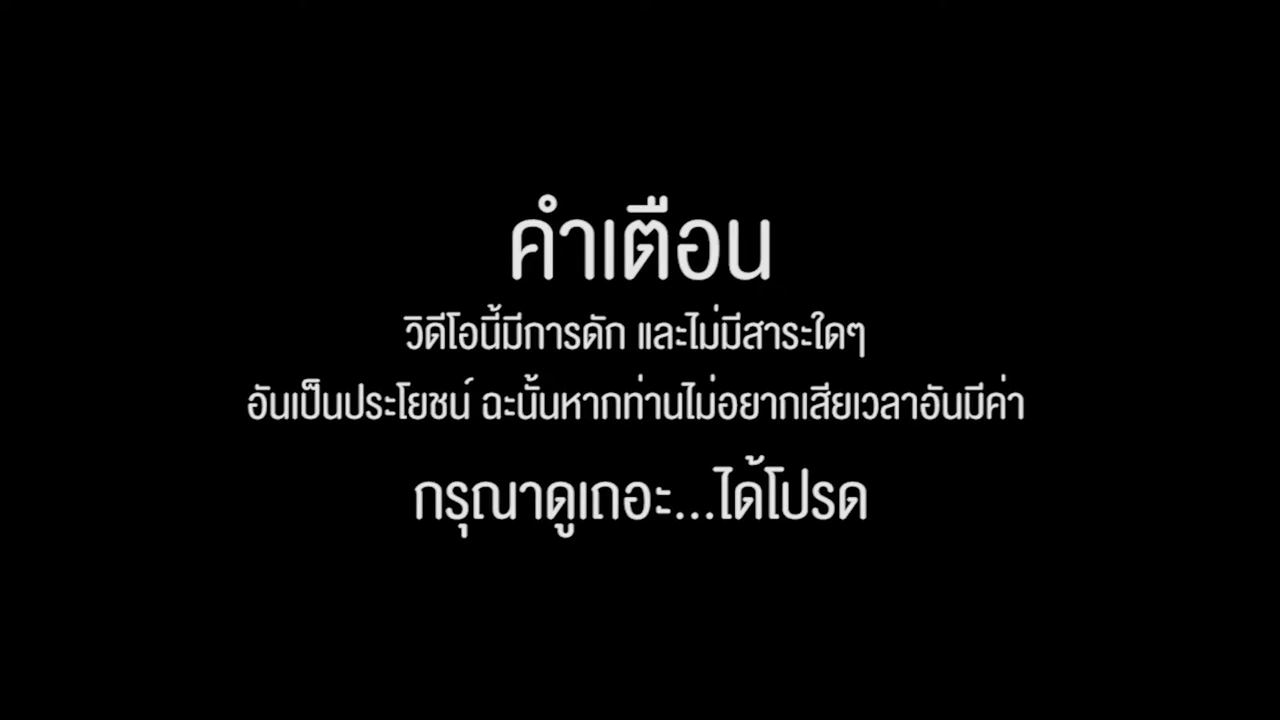 คำเตือน
วิดีโอนี้มีการดัก และไม่มีสาระใดๆ
อันเป็นประโยชน์ ฉะนั้นหากท่านไม่อยากเสียเวลาอันมีค่า
กรุณาดูเถอะ...ได้โปรด